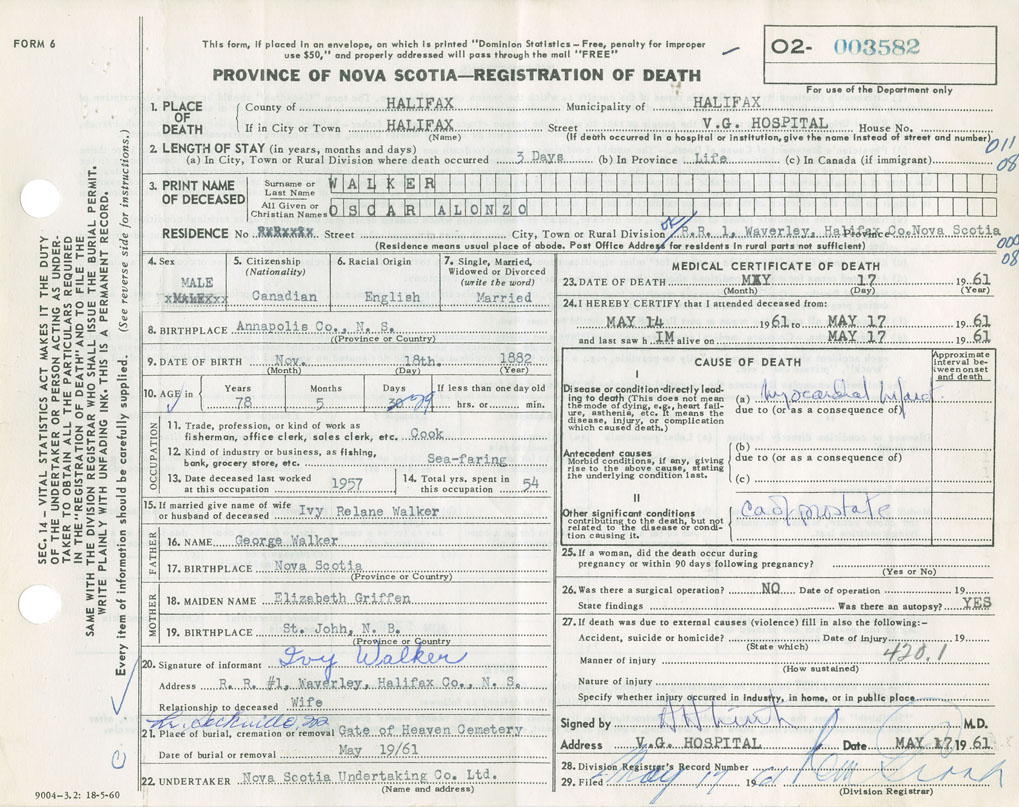 FORM 6
This form, if placed in an envelope, on which is printed "Dominion Statistics – Free, penalty for improper
use $50," and properly addressed will pass through the mail "FREE"
O2- 003582
For use of the Department only
PROVINCE OF NOVA SCOTIA—REGISTRATION OF DEATH
SEC. 14 – VITAL STATISTICS ACT MAKES IT THE DUTY
OF THE UNDERTAKER OR PERSON ACTING AS UNDER-
TAKER TO OBTAIN ALL THE PARTICULARS REQUIRED
IN THE "REGISTRATION OF DEATH" AND TO FILE THE
SAME WITH THE DIVISION REGISTRAR WHO SHALL ISSUE THE BURIAL PERMIT.
WRITE PLAINLY WITH UNFADING INK. THIS IS A PERMANENT RECORD.
Every item of information should be carefully supplied. (See reverse side for instructions.)
1. PLACE OF DEATH
County of HALIFAX Municipality of HALIFAX
If in City or Town HALIFAX Street V.G. HOSPITAL House No.
(Name) (If death occurred in a hospital or institution, give the name instead of street and number)
011
08
2. LENGTH OF STAY (in years, months and days)
(a) In City, Town or Rural Division where death occurred 3 Days (b) In Province Life (c) In Canada (if immigrant)
3. PRINT NAME OF DECEASED
Surname or Last Name WALKER
All Given or Christian Names OSCAR ALONZO
RESIDENCE No Street City, Town or Rural Division R.R. 1, Waverley, Halifax Co. Nova Scotia
(Residence means usual place of abode. Post Office Address for residents in rural parts not sufficient)
000
08
4. Sex MALE
5. Citizenship (Nationality) Canadian
6. Racial Origin English
7. Single, Married, Widowed or Divorced (write the word) Married
8. BIRTHPLACE Annapolis Co., N. S.
(Province or Country)
9. DATE OF BIRTH Nov. 18th. 1882
(Month) (Day) (Year)
10. AGE in Years 78 Months 5 Days 30 29 If less than one day old hrs. or min.
OCCUPATION
11. Trade, profession, or kind of work as
fisherman, office clerk, sales clerk, etc. Cook
12. Kind of industry or business, as fishing,
bank, grocery store, etc. Sea-faring
13. Date deceased last worked at this occupation 1957
14. Total yrs. spent in this occupation 54
15. If married give name of wife
or husband of deceased Ivy Relane Walker
FATHER
16. NAME George Walker
17. BIRTHPLACE Nova Scotia
(Province or Country)
MOTHER
18. MAIDEN NAME Elizabeth Griffen
19. BIRTHPLACE St. Johh, N. B.
(Province or Country
20. Signature of informant Ivy Walker
Address R. R. #1, Waverley, Halifax Co., N. S.
Relationship to deceased Wife
21. Place of burial, cremation or removal Gate of Heaven Cemetery
Date of burial or removal May 19/61
22. UNDERTAKER Nova Scotia Undertaking Co. Ltd.
(Name and address)
9004-3.2: 18-5-60
MEDICAL CERTIFICATE OF DEATH
23. DATE OF DEATH MAY 17 1961
(Month) (Day) (Year)
24. I HEREBY CERTIFY that I attended deceased from:
MAY 14 1961 to MAY 17 1961
and last saw h IM alive on MAY 17 1961
CAUSE OF DEATH
Approximate interval between onset and death
I
Disease or condition directly lead-
ing to death (This does not mean
the mode of dying, e.g., heart fail-
ure, asthenia, etc. It means the
disease, injury, or complication
which caused death.)
(a) Myocardial Infarct
due to (or as a consequence of)
Antecedent causes
Morbid conditions, if any, giving
rise to the above cause, stating
the underlying condition last.
(b)
due to (or as a consequence of)
(c)
II
Other significant conditions
contributing to the death, but not
related to the disease or condi-
tion causing it.
ca of prostate
25. If a woman, did the death occur during
pregnancy or within 90 days following pregnancy?
(Yes or No)
26. Was there a surgical operation? NO Date of operation 19
State findings Was there an autopsy? YES
27. If death was due to external causes (violence) fill in also the following:-
Accident, suicide or homicide? Date of injury 19
(State which)
420.1
Manner of injury
(How sustained)
Nature of injury
Specify whether injury occurred in industry, in home, or in public place
Signed by M.D.
Address V.G. HOSPITAL Date MAY 17 1961
28. Division Registrar's Record Number
29. Filed May 19
(Division Registrar)